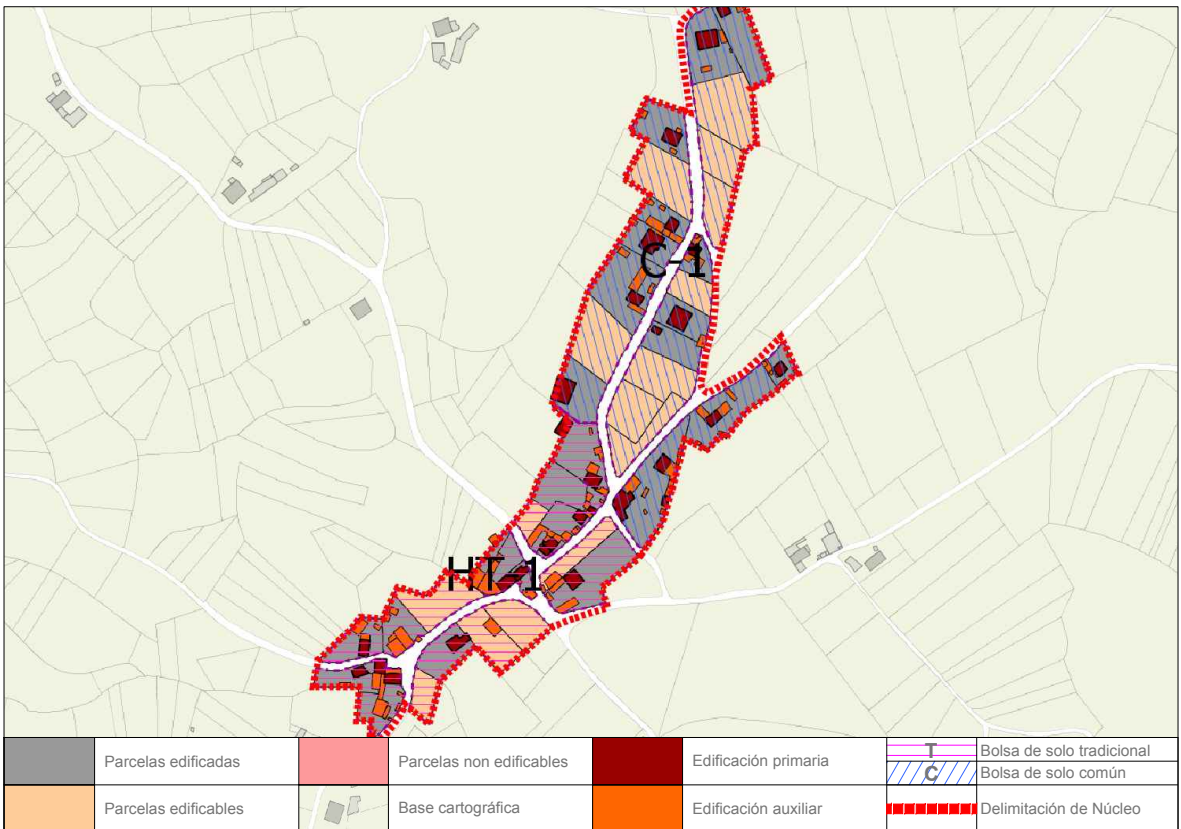 C-1
HT 1
Parcelas edificadas
Parcelas non edificables
Edificación primaria
T
Bolsa de solo tradicional
C
Bolsa de solo común
Parcelas edificables
Base cartográfica
Edificación auxiliar
Delimitación de Núcleo